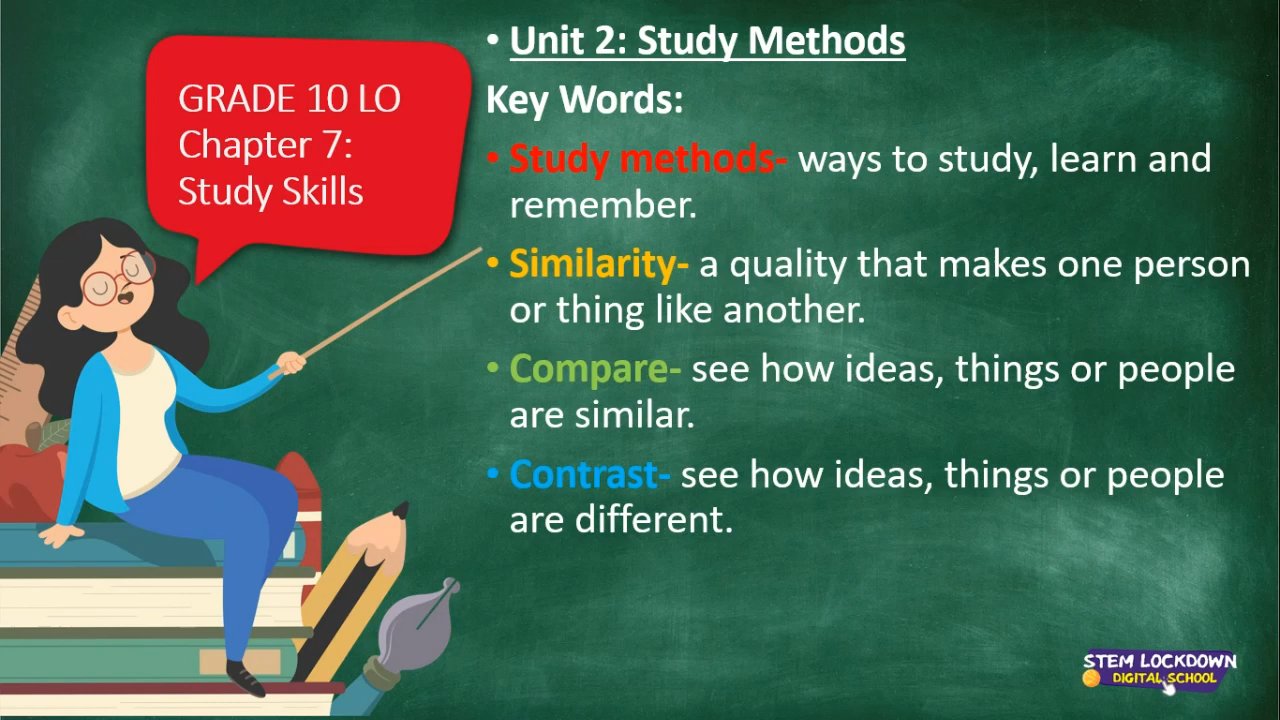 GRADE 10 LO
Chapter 7:
Study Skills
• Unit 2: Study Methods
Key Words:
• Study methods- ways to study, learn and
remember.
• Similarity- a quality that makes one person
or thing like another.
• Compare- see how ideas, things or people
are similar.
• Contrast- see how ideas, things or people
are different.
STEM LOCKDOWN
DIGITAL SCHOOL